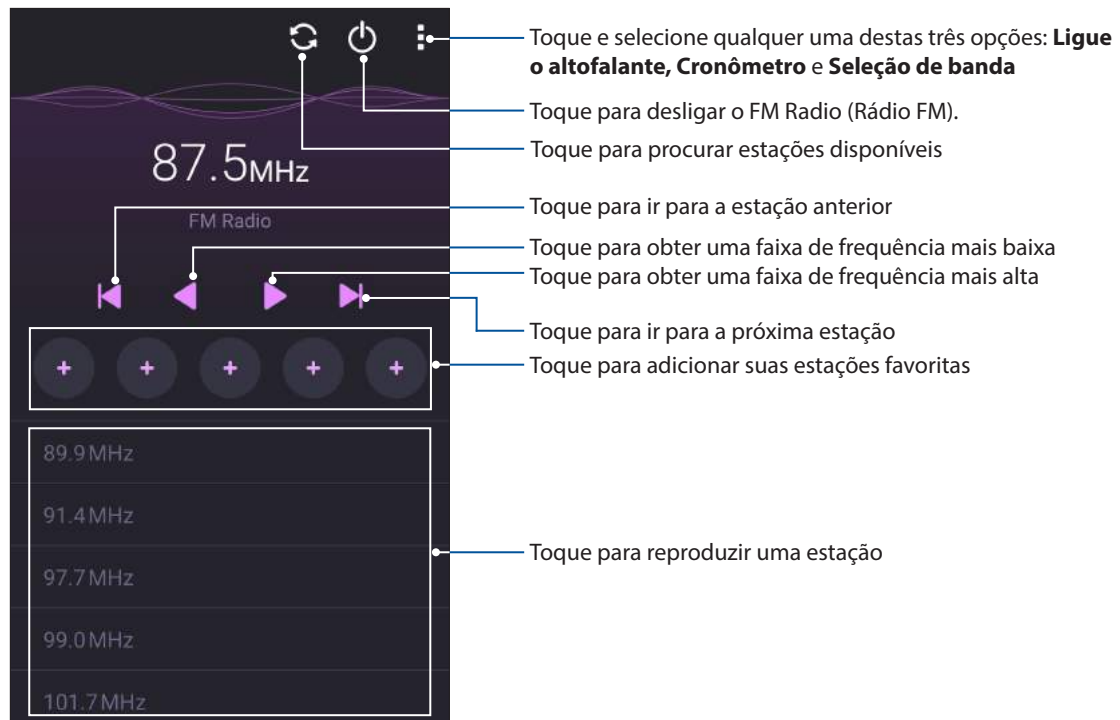 Toque e selecione qualquer uma destas três opções: Ligue
o altofalante, Cronômetro e Seleção de banda
Toque para desligar o FM Radio (Rádio FM).
Toque para procurar estações disponíveis
87.5MHz
FM Radio
Toque para ir para a estação anterior
Toque para obter uma faixa de frequência mais baixa
Toque para obter uma faixa de frequência mais alta
Toque para ir para a próxima estação
Toque para adicionar suas estações favoritas
89.9MHz
91.4MHz
97.7MHz
99.0MHz
101.7MHz
Toque para reproduzir uma estação